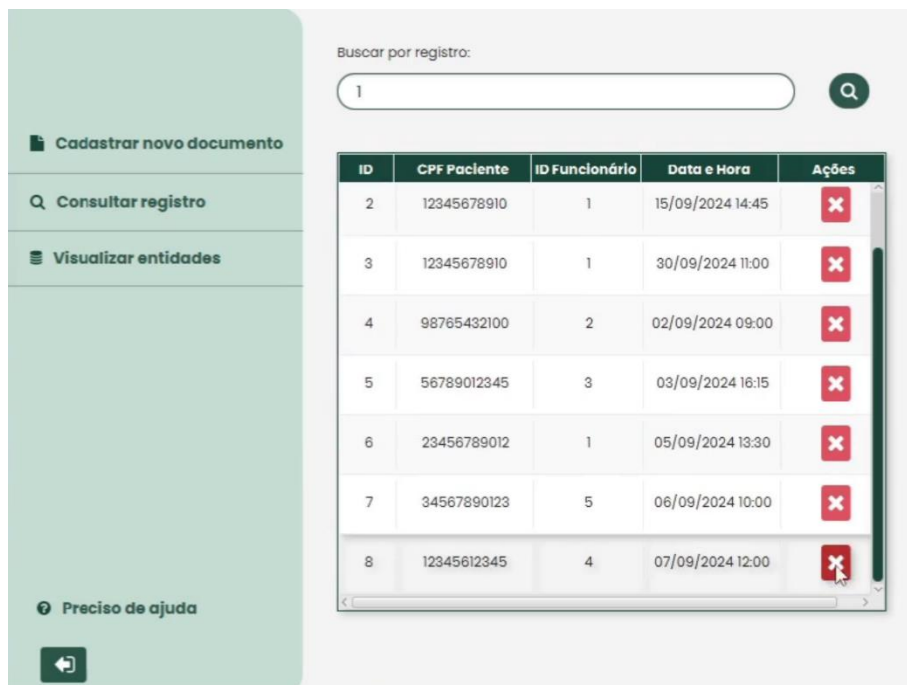 Buscar por registro:
1
Cadastrar novo documento
Consultar registro
Visualizar entidades
ID CPF Paciente ID Funcionário Data e Hora Ações
2 12345678910 1 15/09/2024 14:45
3 12345678910 1 30/09/2024 11:00
4 98765432100 2 02/09/2024 09:00
5 56789012345 3 03/09/2024 16:15
6 23456789012 1 05/09/2024 13:30
7 34567890123 5 06/09/2024 10:00
8 12345612345 4 07/09/2024 12:00
Preciso de ajuda